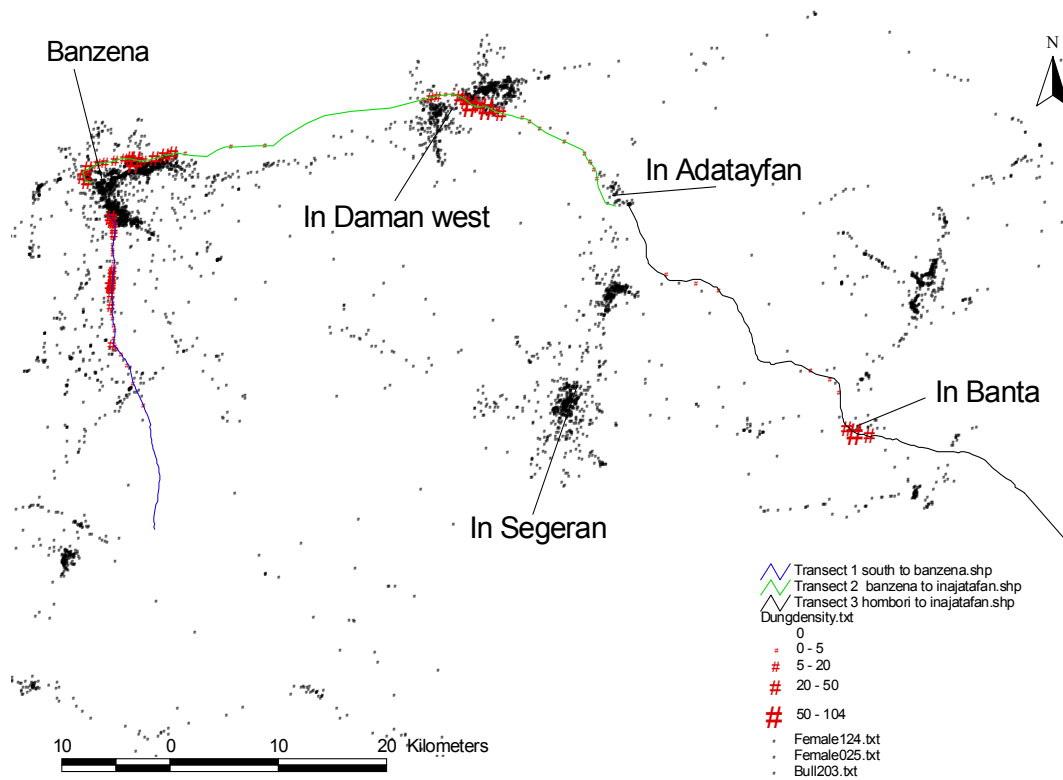 Banzena
N
In Adatayfan
In Daman west
In Banta
In Segeran
Transect 1 south to banzena.shp
Transect 2 banzena to inajatafan.shp
Transect 3 hombori to inajatafan.shp
Dungdensity.txt
0
0 - 5
5 - 20
20 - 50
50 - 104
Female124.txt
Female025.txt
Bull203.txt
10 0 10 20 Kilometers